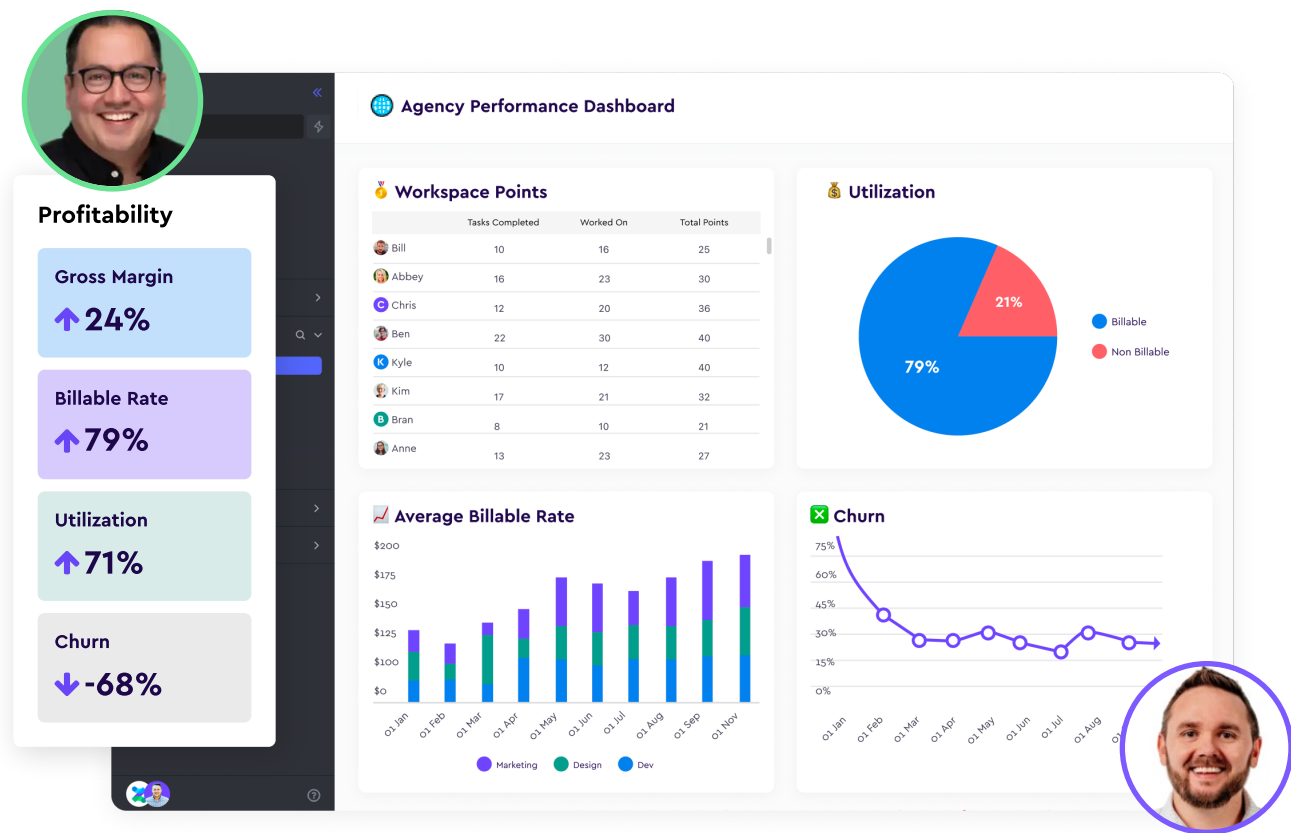 Agency Performance Dashboard
Profitability
Gross Margin
24%
Billable Rate
79%
Utilization
71%
Churn
-68%
Workspace Points
Tasks Completed Worked On Total Points
Bill 10 16 25
Abbey 16 23 30
C Chris 12 20 36
Ben 22 30 40
K Kyle 10 12 40
Kim 17 21 32
B Bran 8 10 21
Anne 13 23 27
Utilization
21%
79%
Billable
Non Billable
Average Billable Rate
$200
$175
$150
$125
$100
$0
01 Jan 01 Feb 01 Mar 01 Apr 01 May 01 Jun 01 Jul 01 Aug 01 Sep 01 Nov
Marketing Design Dev
Churn
75%
60%
45%
30%
15%
0%
01 Jan 01 Feb 01 Mar 01 Apr 01 May 01 Jun 01 Jul 01 Aug